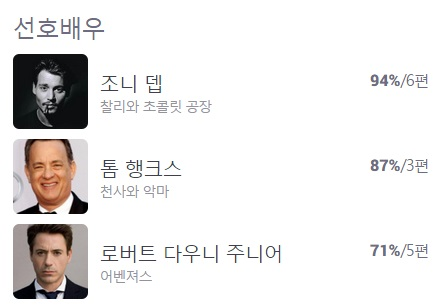 선호배우
조니 뎁 94%/6편
찰리와 초콜릿 공장
톰 행크스 87%/3편
천사와 악마
로버트 다우니 주니어 71%/5편
어벤져스